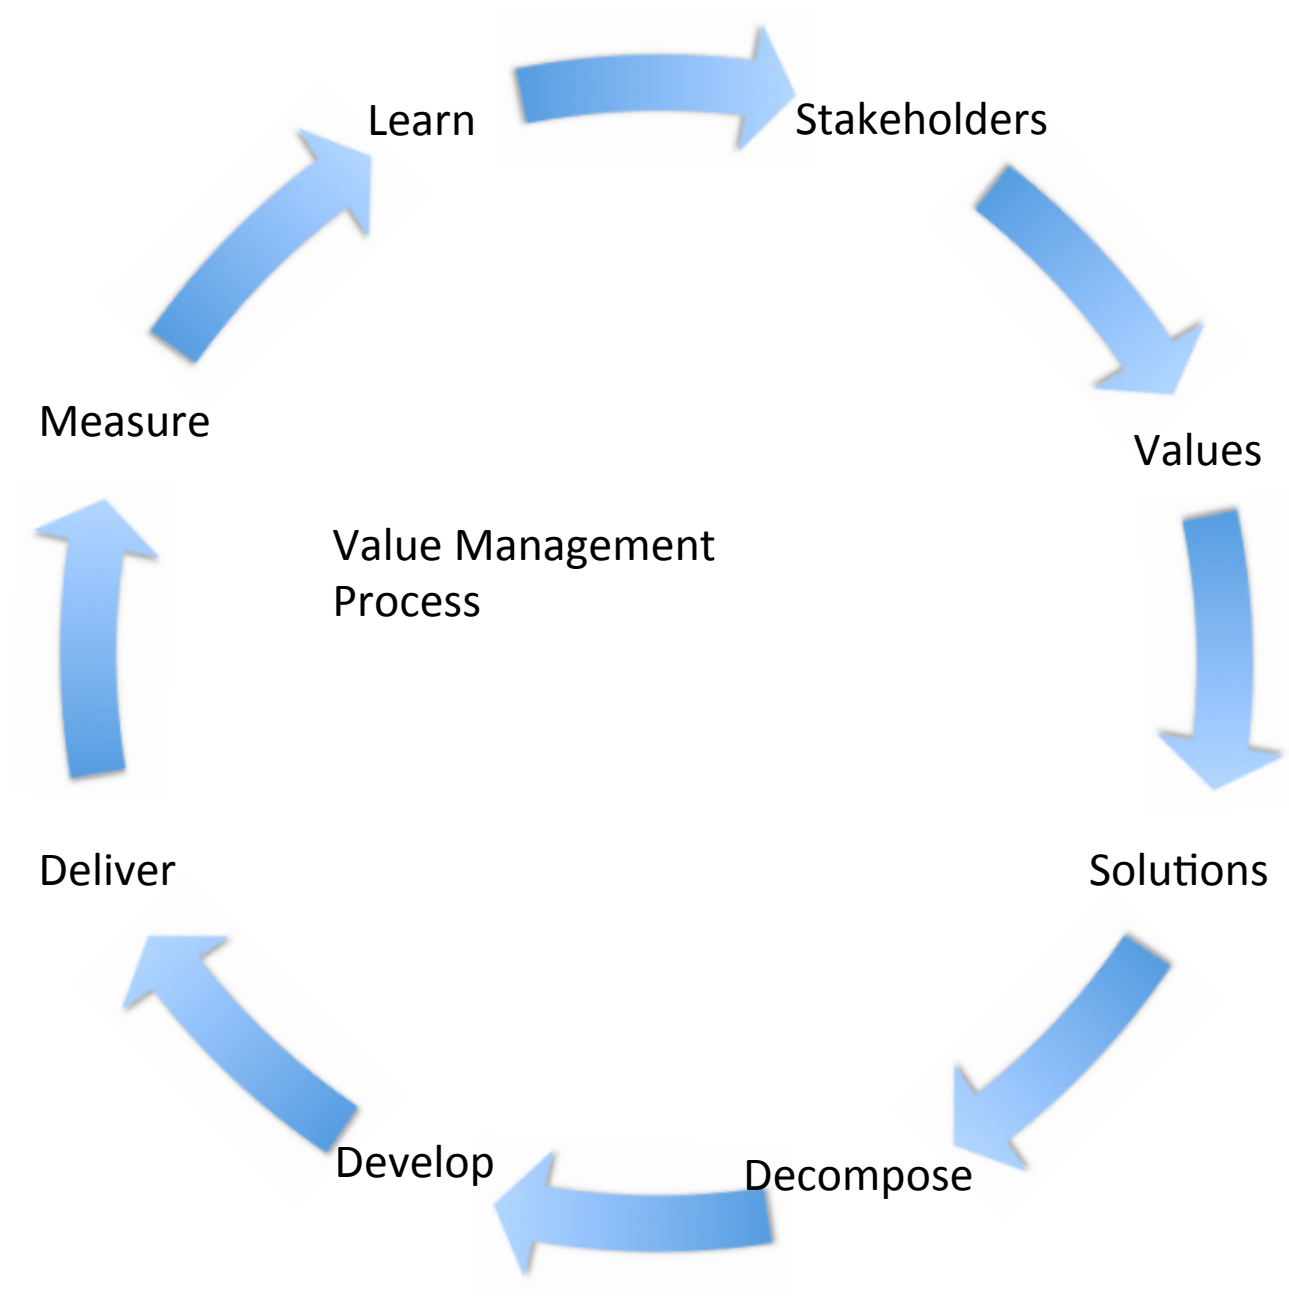 Learn
Stakeholders
Measure
Values
Value Management
Process
Deliver
Solutions
Develop
Decompose